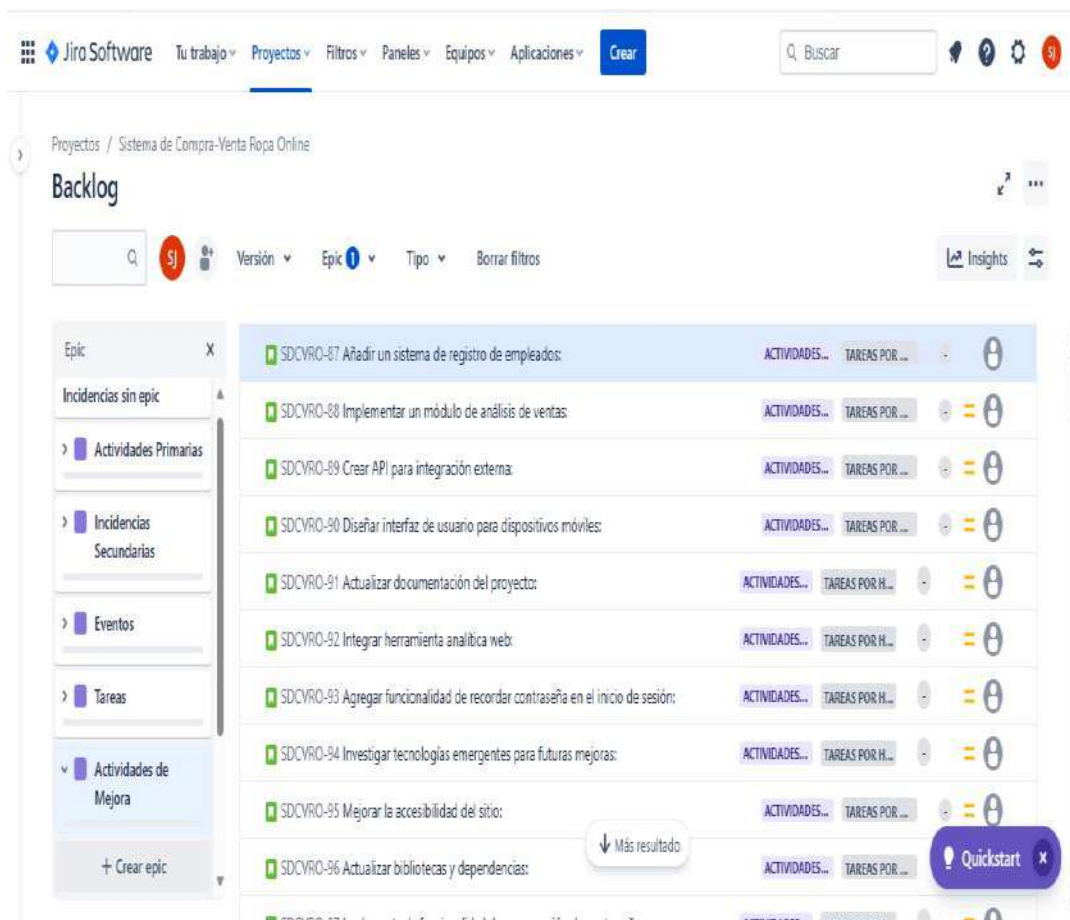 Jira Software Tu trabajo Proyectos Filtros Paneles Equipos Aplicaciones Crear Buscar SJ
Proyectos / Sistema de Compra-Venta Ropa Online
Backlog
SJ Versión Epic 1 Tipo Borrar filtros Insights
Epic X
Incidencias sin epic
Actividades Primarias
Incidencias
Secundarias
Eventos
Tareas
Actividades de
Mejora
+ Crear epic
SDCVRO-87 Añadir un sistema de registro de empleados: ACTIVIDADES... TAREAS POR ... -
SDCVRO-88 Implementar un módulo de análisis de ventas: ACTIVIDADES... TAREAS POR ... -
SDCVRO-89 Crear API para integración externa: ACTIVIDADES... TAREAS POR ... -
SDCVRO-90 Diseñar interfaz de usuario para dispositivos móviles: ACTIVIDADES... TAREAS POR ... -
SDCVRO-91 Actualizar documentación del proyecto: ACTIVIDADES... TAREAS POR H... -
SDCVRO-92 Integrar herramienta analítica web: ACTIVIDADES... TAREAS POR H... -
SDCVRO-93 Agregar funcionalidad de recordar contraseña en el inicio de sesión: ACTIVIDADES... TAREAS POR H... -
SDCVRO-94 Investigar tecnologías emergentes para futuras mejoras: ACTIVIDADES... TAREAS POR H... -
SDCVRO-95 Mejorar la accesibilidad del sitio: ACTIVIDADES... TAREAS POR ... -
Más resultado
SDCVRO-96 Actualizar bibliotecas y dependencias: ACTIVIDADES... TAREAS POR ...
Quickstart x